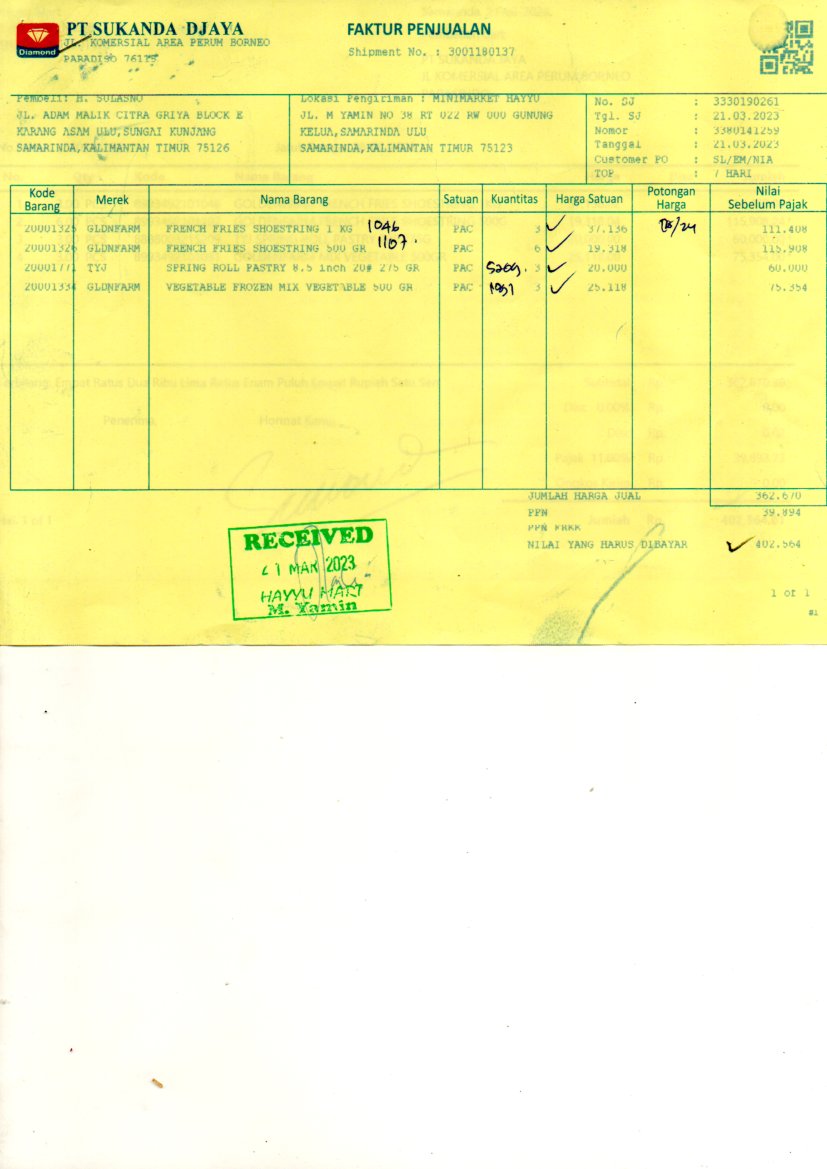 Diamond
PT SUKANDA DJAYA
JL. KOMERSIAL AREA PERUM BORNEO
PARADISO 76115
FAKTUR PENJUALAN
Shipment No. : 3001180137
Pembeli: H. SULASNO
JL. ADAM MALIK CITRA GRIYA BLOCK E
KARANG ASAM ULU,SUNGAI KUNJANG
SAMARINDA,KALIMANTAN TIMUR 75126
Lokasi Pengiriman : MINIMARKET HAYYU
JL. M YAMIN NO 38 RT 022 RW 000 GUNUNG
KELUA,SAMARINDA ULU
SAMARINDA,KALIMANTAN TIMUR 75123
No. SJ : 3330190261
Tgl. SJ : 21.03.2023
Nomor : 3380141259
Tanggal : 21.03.2023
Customer PO : SL/EM/NIA
TOP : 7 HARI
Kode Barang Merek Nama Barang Satuan Kuantitas Harga Satuan Potongan Harga Nilai Sebelum Pajak
20001325 GLDNFARM FRENCH FRIES SHOESTRING 1 KG 1046 PAC 3 37.136 111.408
20001326 GLDNFARM FRENCH FRIES SHOESTRING 500 GR 1107 PAC 6 19.318 115.908
20001771 TYJ SPRING ROLL PASTRY 8.5 inch 20# 275 GR PAC 3 20.000 60.000
20001334 GLDNFARM VEGETABLE FROZEN MIX VEGETABLE 500 GR PAC 3 25.118 75.354
JUMLAH HARGA JUAL 362.670
PPN 39.894
PPN FRKK
NILAI YANG HARUS DIBAYAR 402.564
RECEIVED
21 MAR 2023
HAYYU MART
M. Yamin
1 of 1
#1